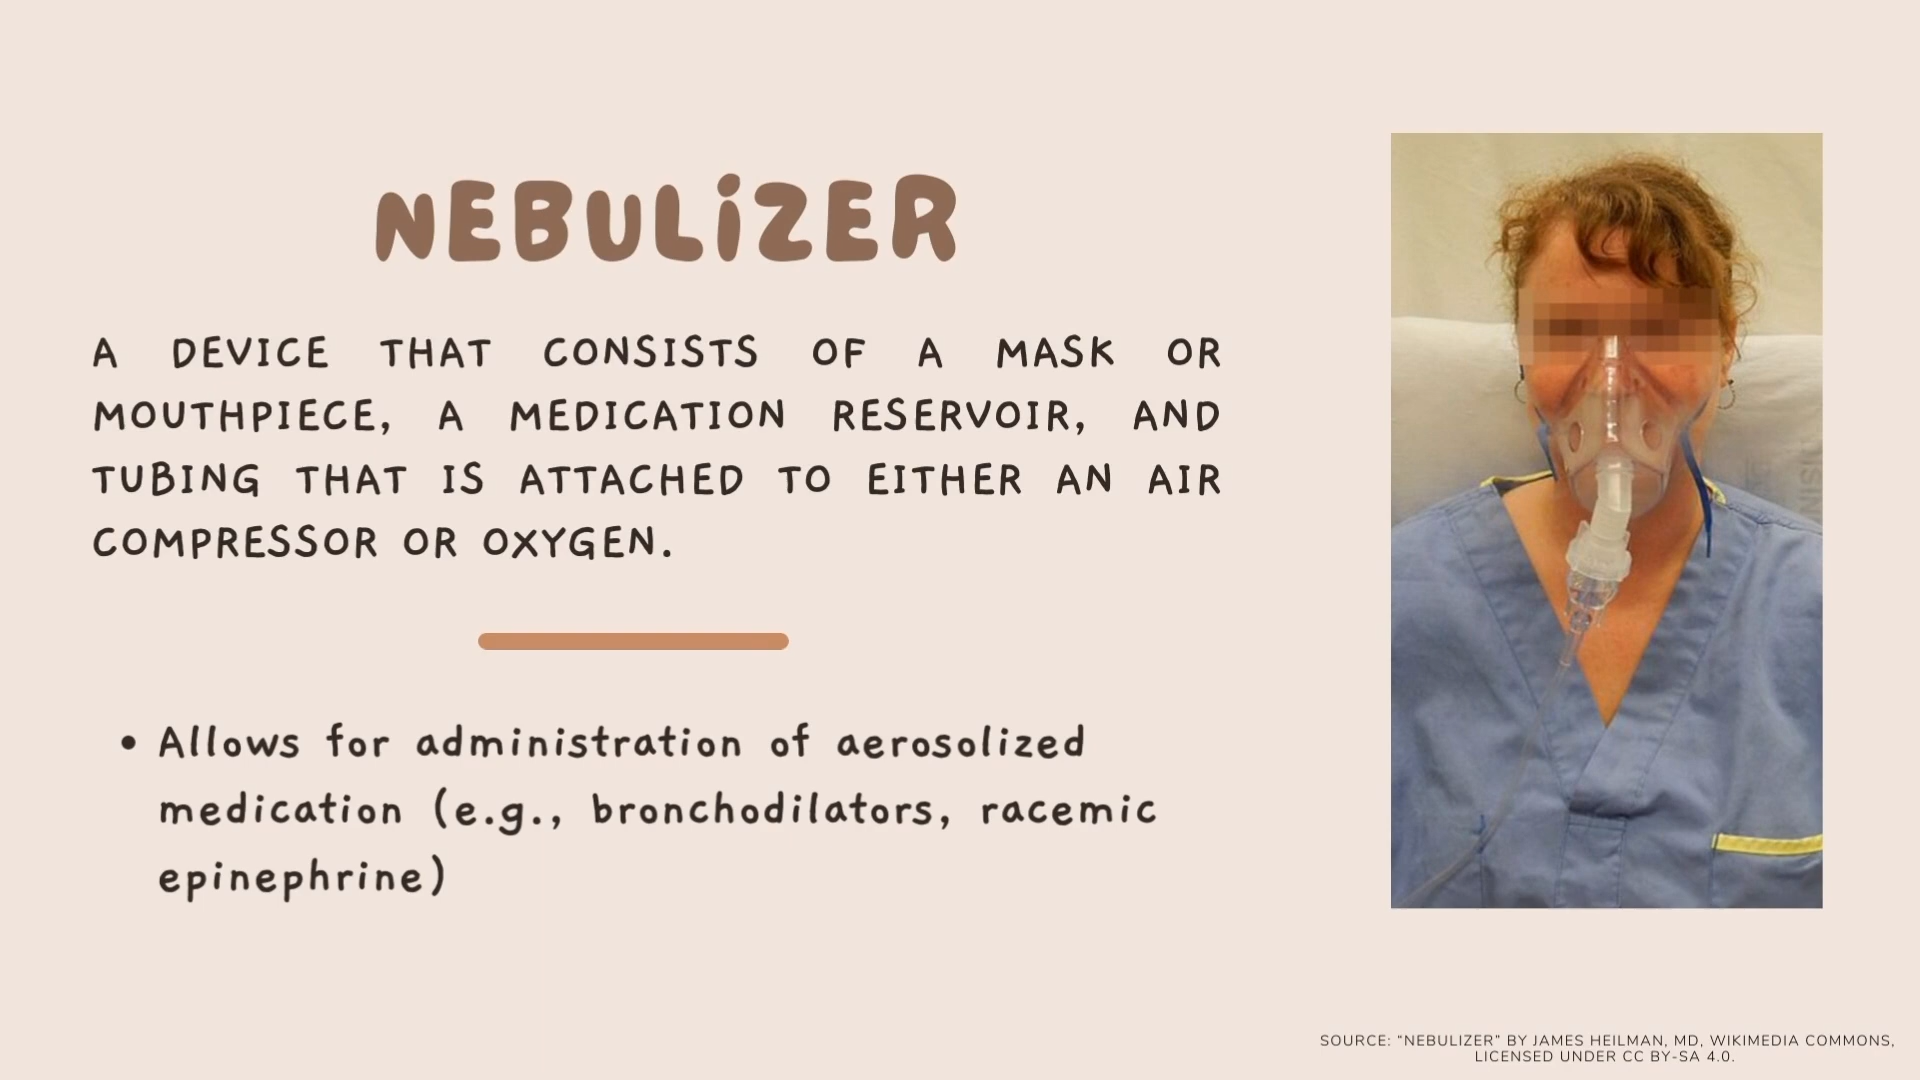 NEBULiZER
A DEVICE THAT CONSISTS OF A MASK OR
MOUTHPIECE, A MEDICATION RESERVOIR, AND
TUBING THAT IS ATTACHED TO EITHER AN AIR
COMPRESSOR OR OXYGEN.
• Allows for administration of aerosolized
medication (e.g., bronchodilators, racemic
epinephrine)
SOURCE: "NEBULIZER" BY JAMES HEILMAN, MD, WIKIMEDIA COMMONS,
LICENSED UNDER CC BY-SA 4.0.